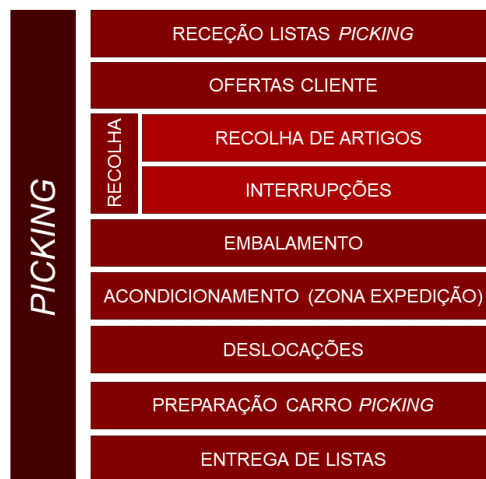 PICKING
RECEÇÃO LISTAS PICKING
OFERTAS CLIENTE
RECOLHA
RECOLHA DE ARTIGOS
INTERRUPÇÕES
EMBALAMENTO
ACONDICIONAMENTO (ZONA EXPEDIÇÃO)
DESLOCAÇÕES
PREPARAÇÃO CARRO PICKING
ENTREGA DE LISTAS